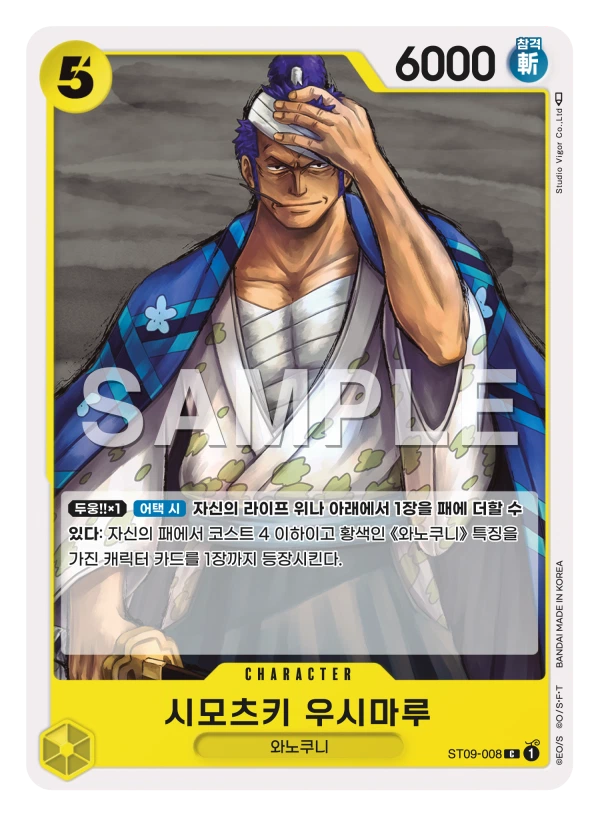 5
6000
참격
斬
Studio Vigor Co.,Ltd
SAMPLE
두웅!!×1 어택 시 자신의 라이프 위나 아래에서 1장을 패에 더할 수
있다: 자신의 패에서 코스트 4 이하이고 황색인 《와노쿠니》 특징을
가진 캐릭터 카드를 1장까지 등장시킨다.
CHARACTER
시모츠키 우시마루
와노쿠니
ST09-008 C 1
©EO/S ©O/S·F·T BANDAI MADE IN KOREA